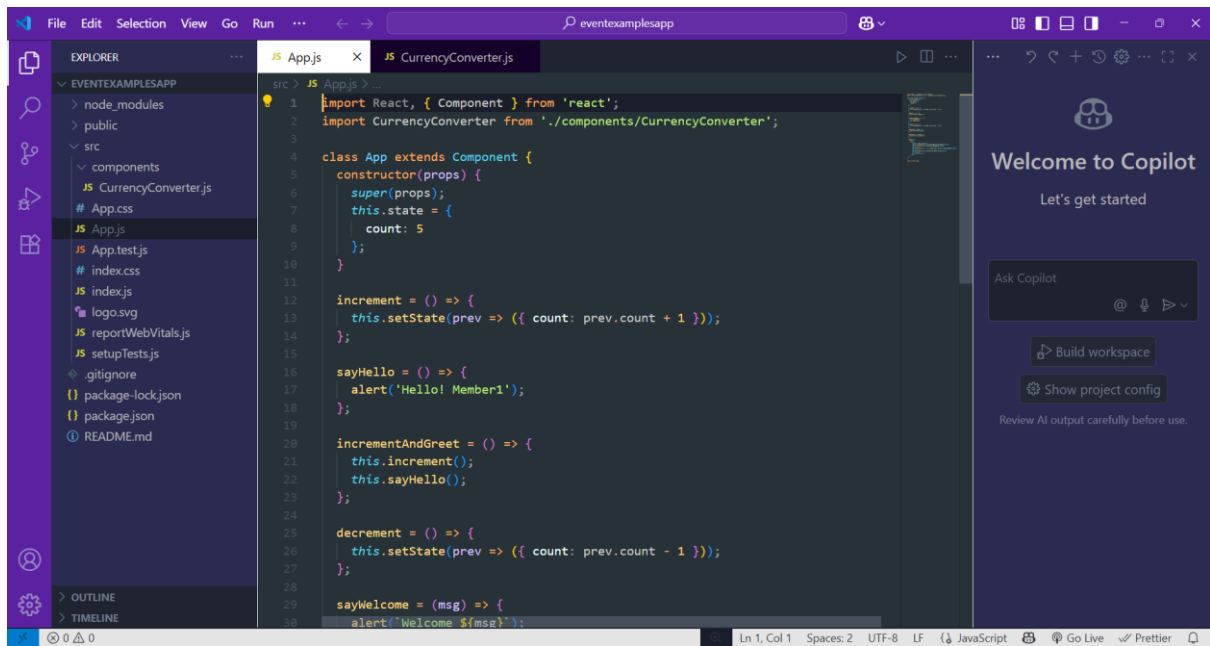 File Edit Selection View Go Run ··· eventexamplesapp
EXPLORER ···
EVENTEXAMPLESAPP
node_modules
public
src
components
JS CurrencyConverter.js
# App.css
JS App.js
JS App.test.js
# index.css
JS index.js
logo.svg
JS reportWebVitals.js
JS setupTests.js
.gitignore
{} package-lock.json
{} package.json
README.md
OUTLINE
TIMELINE
JS App.js × JS CurrencyConverter.js
src > JS App.js > ...
1 import React, { Component } from 'react';
2 import CurrencyConverter from './components/CurrencyConverter';
3
4 class App extends Component {
5 constructor(props) {
6 super(props);
7 this.state = {
8 count: 5
9 };
10 }
11
12 increment = () => {
13 this.setState(prev => ({ count: prev.count + 1 }));
14 };
15
16 sayHello = () => {
17 alert('Hello! Member1');
18 };
19
20 incrementAndGreet = () => {
21 this.increment();
22 this.sayHello();
23 };
24
25 decrement = () => {
26 this.setState(prev => ({ count: prev.count - 1 }));
27 };
28
29 sayWelcome = (msg) => {
30 alert(`Welcome ${msg}`);
Welcome to Copilot
Let's get started
Ask Copilot
@
Build workspace
Show project config
Review AI output carefully before use.
0 0 Ln 1, Col 1 Spaces: 2 UTF-8 LF {} JavaScript Go Live Prettier